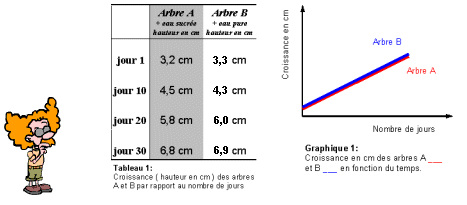 Arbre A Arbre B
+ eau sucrée + eau pure
hauteur en cm hauteur en cm
jour 1 3,2 cm 3,3 cm
jour 10 4,5 cm 4,3 cm
jour 20 5,8 cm 6,0 cm
jour 30 6,8 cm 6,9 cm
Tableau 1:
Croissance ( hauteur en cm ) des arbres
A et B par rapport au nombre de jours
Croissance en cm
Arbre B
Arbre A
Nombre de jours
Graphique 1:
Croissance en cm des arbres A ___
et B ___ en fonction du temps.